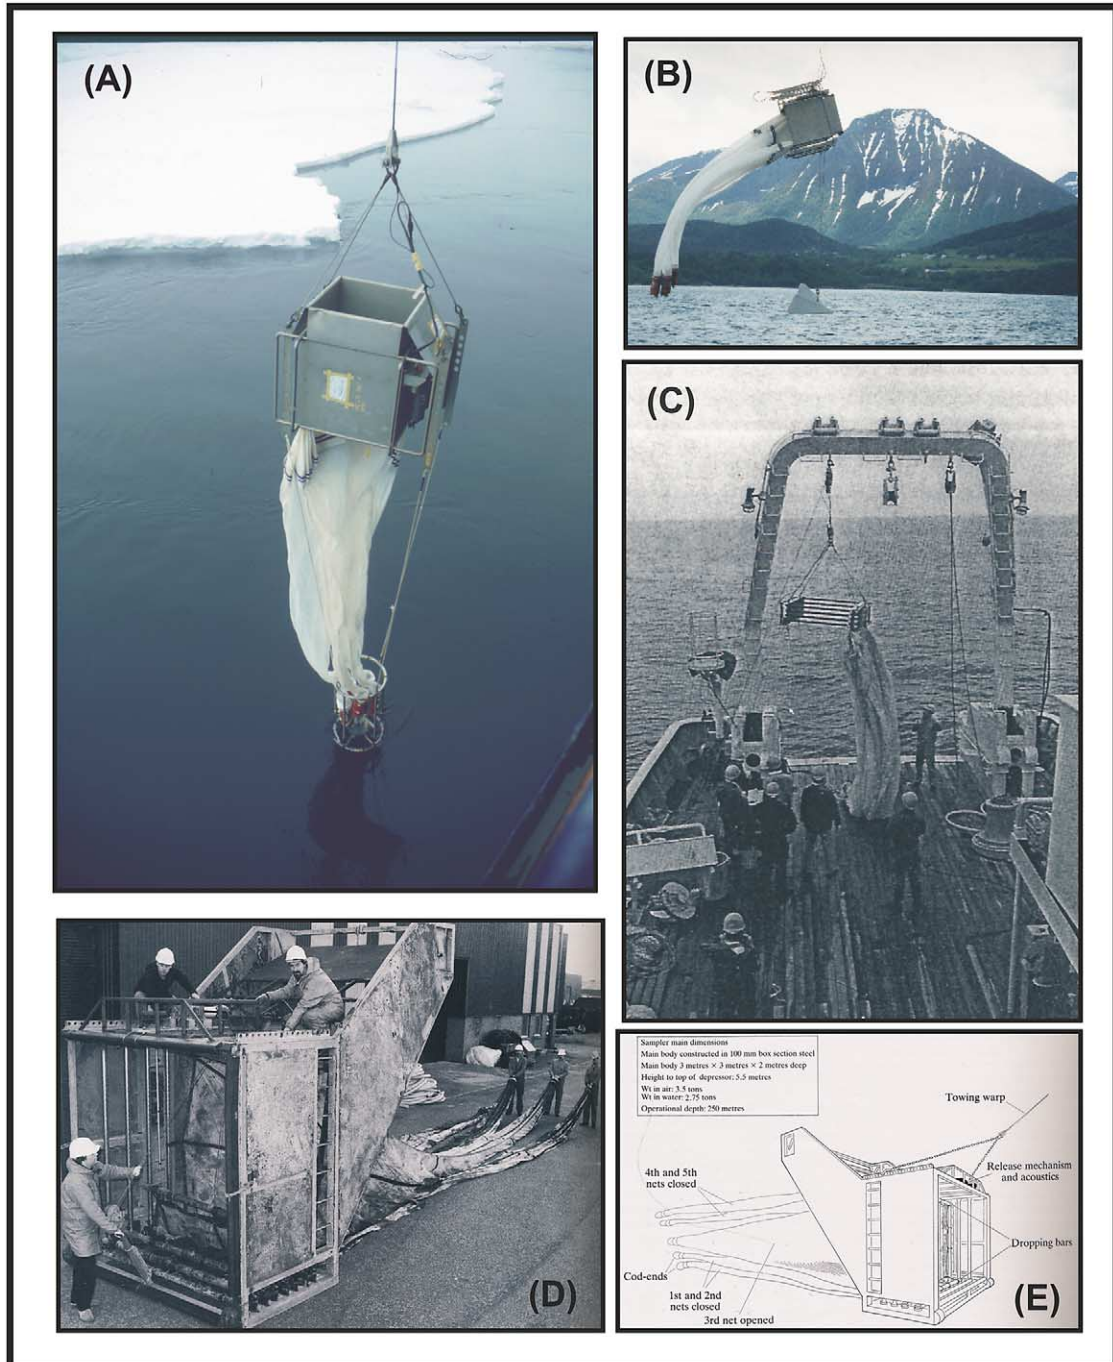 (A)
(B)
(C)
(D)
Sampler main dimensions
Main body constructed in 100 mm box section steel
Main body 3 metres × 3 metres × 2 metres deep
Height to top of depressor: 5.5 metres
Wt in air: 3.5 tons
Wt in water: 2.75 tons
Operational depth: 250 metres
Towing warp
Release mechanism
and acoustics
4th and 5th
nets closed
Dropping bars
Cod-ends
1st and 2nd
nets closed
3rd net opened
(E)